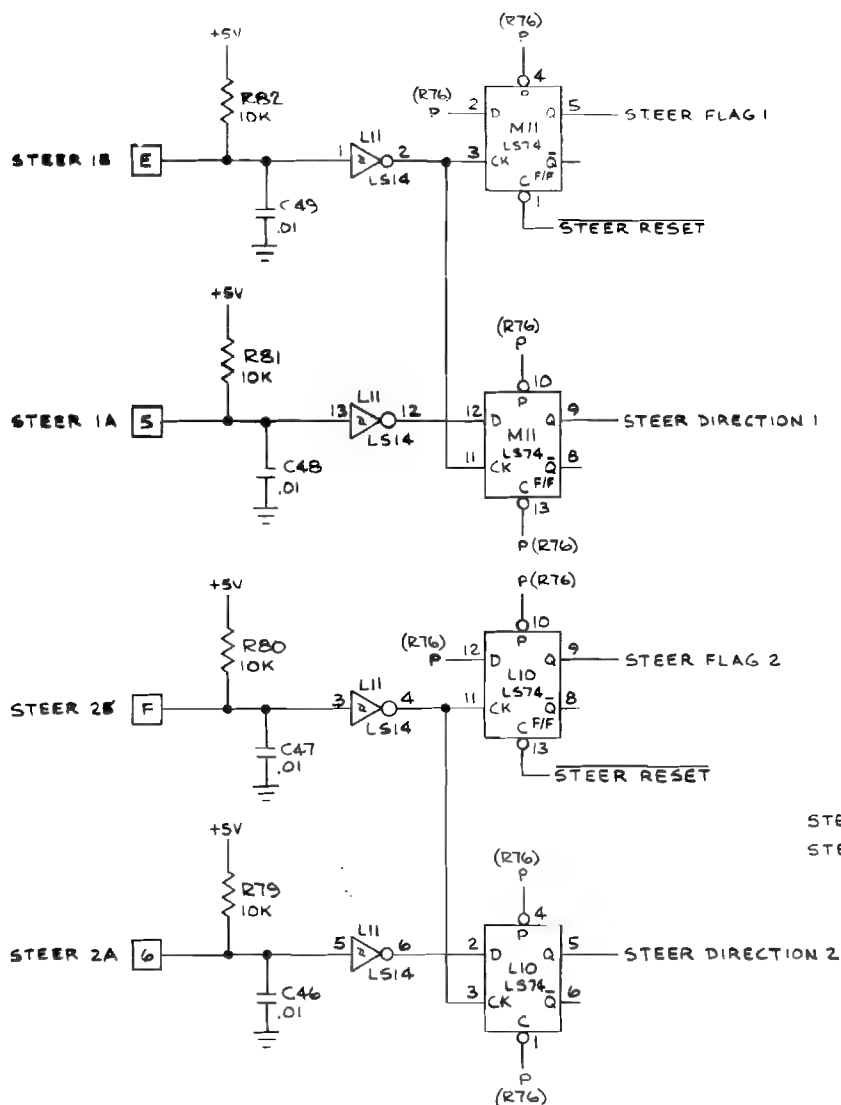 (R76)
P
+5V
4
P
R82
10K
(R76)
P
2
D
Q
5
STEER FLAG 1
M11
LS74
L11
STEER 1B
E
1
2
3
CK
Q
LS14
F/F
C
C49
.01
1
STEER RESET
+5V
(R76)
P
R81
10K
10
P
L11
STEER 1A
5
13
12
12
D
Q
9
STEER DIRECTION 1
LS14
M11
LS74
11
CK
Q
8
C48
.01
C F/F
13
P (R76)
P (R76)
+5V
10
P
R80
10K
(R76)
P
12
D
Q
9
STEER FLAG 2
L10
LS74
L11
STEER 2B
F
3
4
11
CK
Q
8
LS14
F/F
C
C47
.01
13
STEER RESET
STE
STE
+5V
(R76)
P
R79
10K
4
P
L11
STEER 2A
6
5
6
2
D
Q
5
STEER DIRECTION 2
LS14
L10
LS74
3
CK
Q
6
C46
.01
C
1
P
(R76)